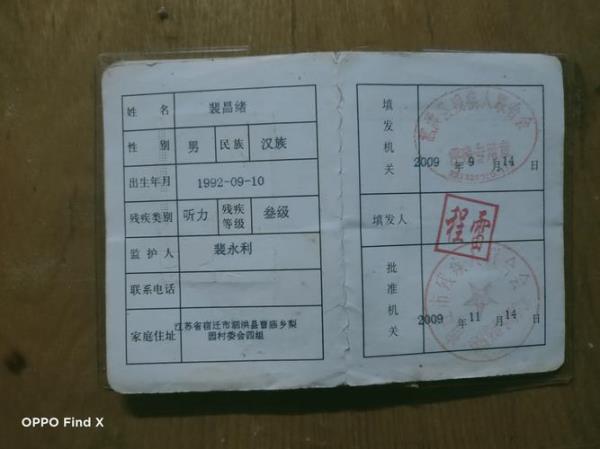 姓 名 裴昌绪
性 别 男 民族 汉族
出生年月 1992-09-10
残疾类别 听力 残疾等级 叁级
监 护 人 裴永利
联系电话
家庭住址 江苏省宿迁市泗洪县曹庙乡梨
园村委会四组
填发机关
2009 年 9 月 14 日
填发人 程雷
批准机关
2009 年 11 月 14 日
OPPO Find X